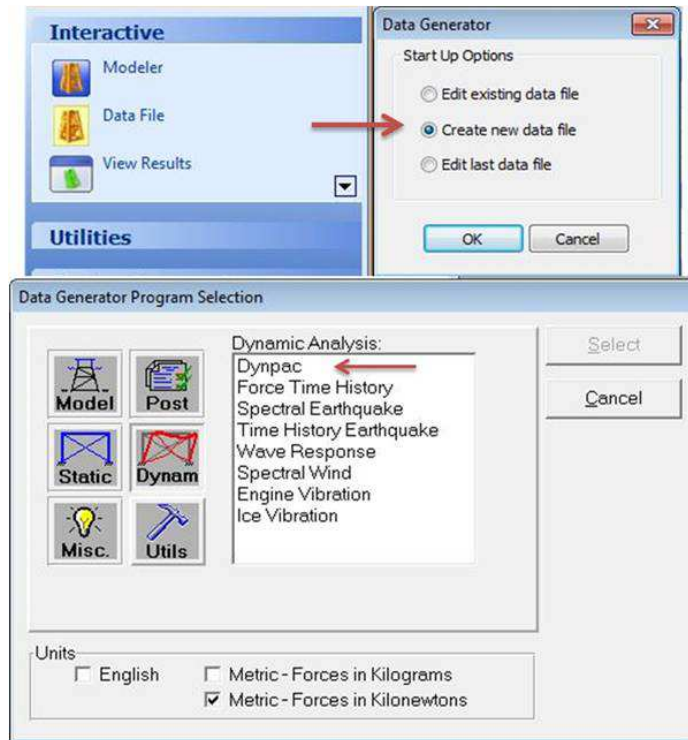 Interactive
Modeler
Data File
View Results
Utilities
Data Generator
Start Up Options
Edit existing data file
Create new data file
Edit last data file
OK Cancel
Data Generator Program Selection
Model Post
Static Dynam
Misc. Utils
Dynamic Analysis:
Dynpac
Force Time History
Spectral Earthquake
Time History Earthquake
Wave Response
Spectral Wind
Engine Vibration
Ice Vibration
Select
Cancel
Units
English Metric - Forces in Kilograms
Metric - Forces in Kilonewtons